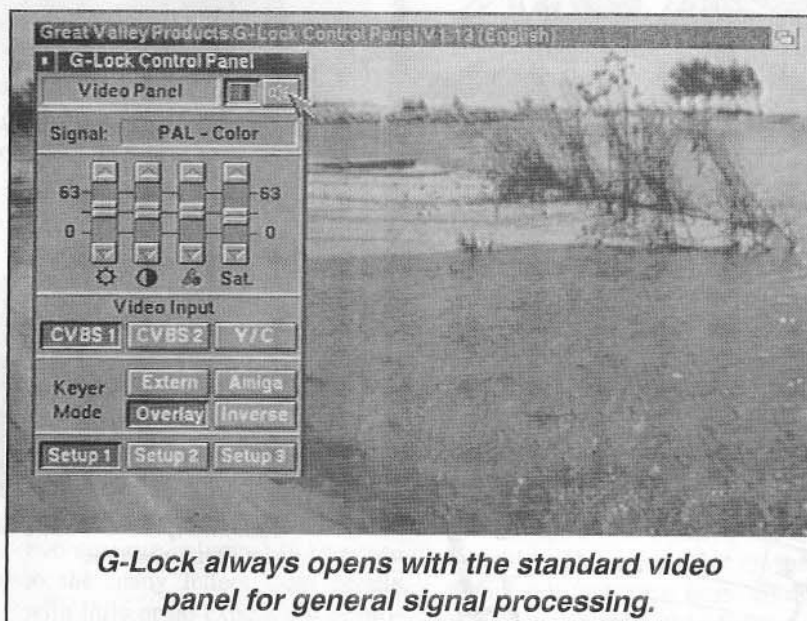 Great Valley Products G-Lock Control Panel V1.13 (English)
G-Lock Control Panel
Video Panel
Signal: PAL - Color
63 63
0 0
Sat.
Video Input
CVBS 1 CVBS 2 Y/C
Keyer Mode
Extern Amiga
Overlay Inverse
Setup 1 Setup 2 Setup 3
G-Lock always opens with the standard video
panel for general signal processing.